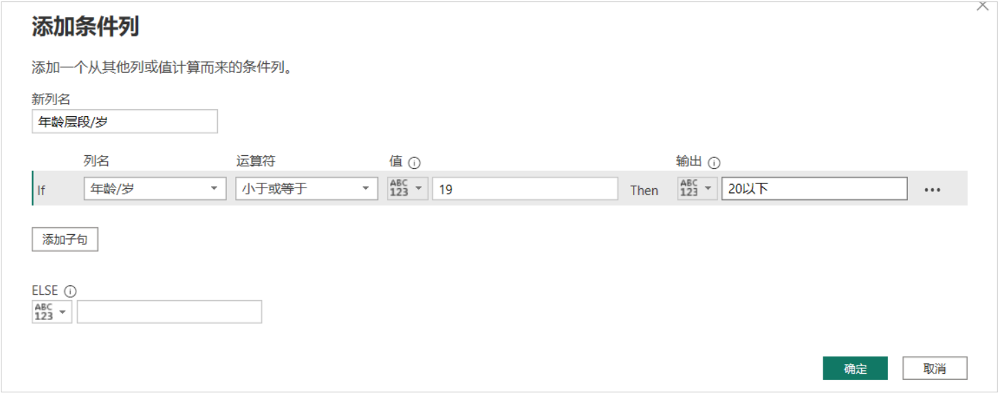 添加条件列
添加一个从其他列或值计算而来的条件列。
新列名
年龄层段/岁
列名 运算符 值 输出
If 年龄/岁 小于或等于 ABC 123 19 Then ABC 123 20以下 ...
添加子句
ELSE
ABC 123
确定 取消